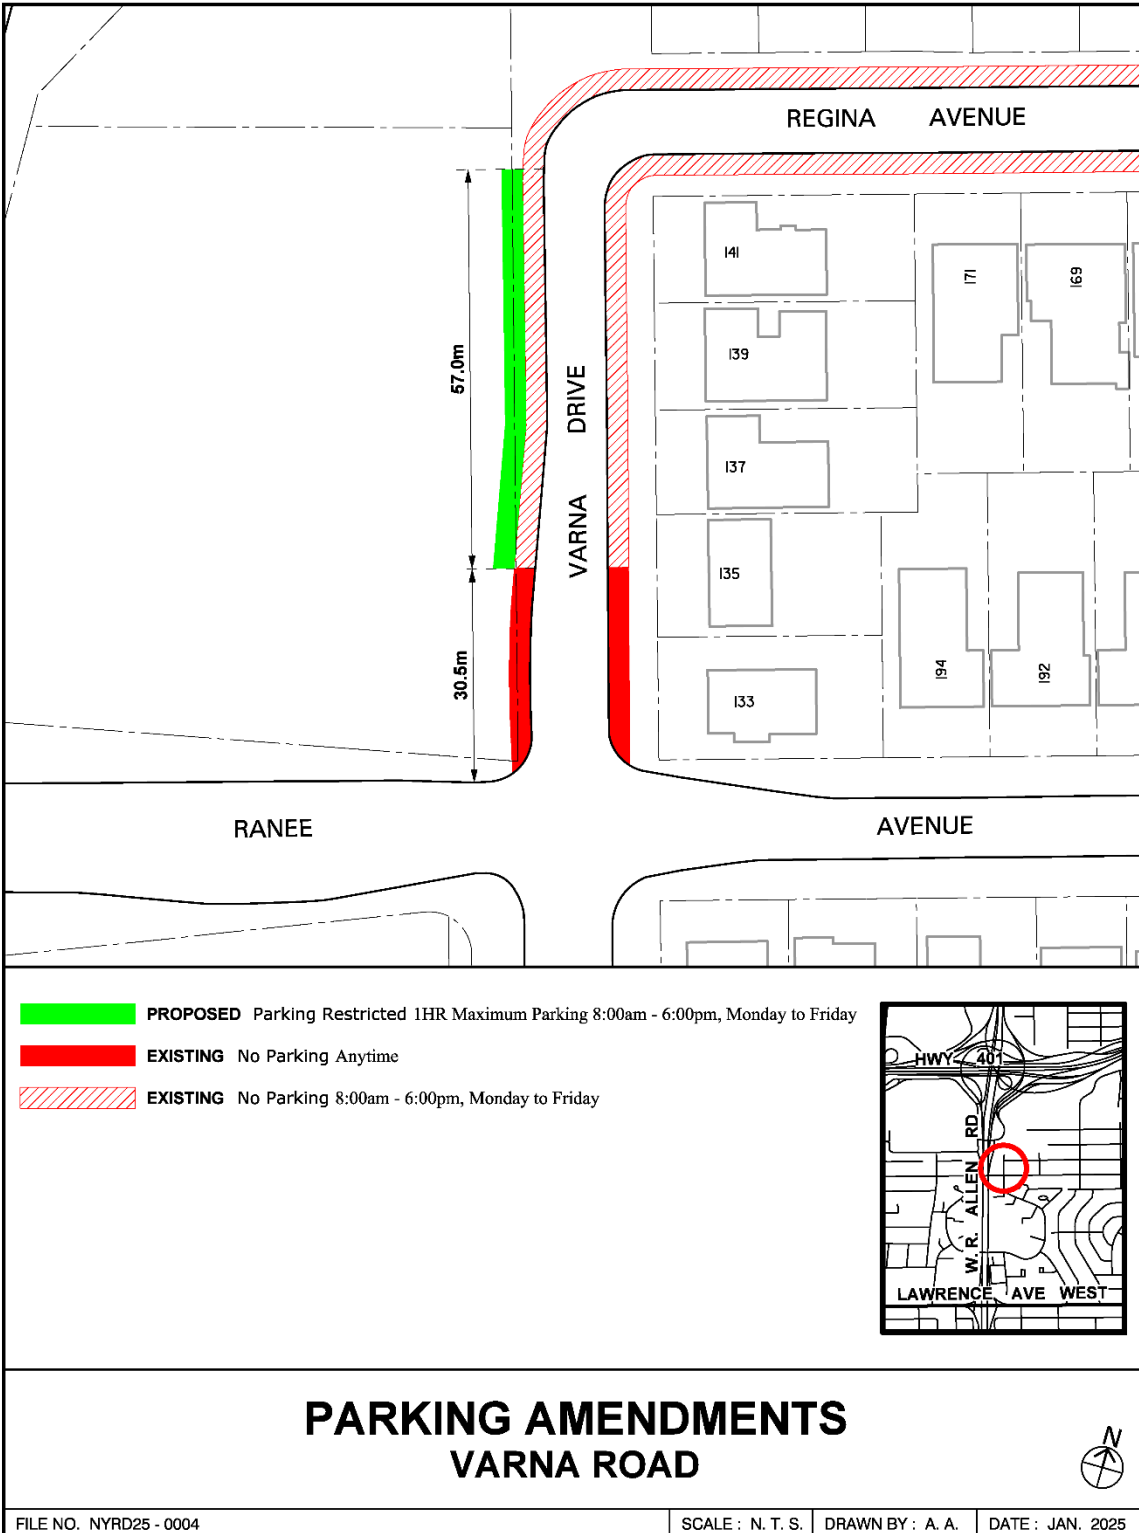 REGINA AVENUE
141
171
169
139
57.0m
VARNA DRIVE
137
135
30.5m
194
192
133
RANEE AVENUE
PROPOSED Parking Restricted 1HR Maximum Parking 8:00am - 6:00pm, Monday to Friday
EXISTING No Parking Anytime
EXISTING No Parking 8:00am - 6:00pm, Monday to Friday
HWY 401
W. R. ALLEN RD
LAWRENCE AVE WEST
PARKING AMENDMENTS
VARNA ROAD
N
FILE NO. NYRD25 - 0004
SCALE : N. T. S.
DRAWN BY : A. A.
DATE : JAN. 2025